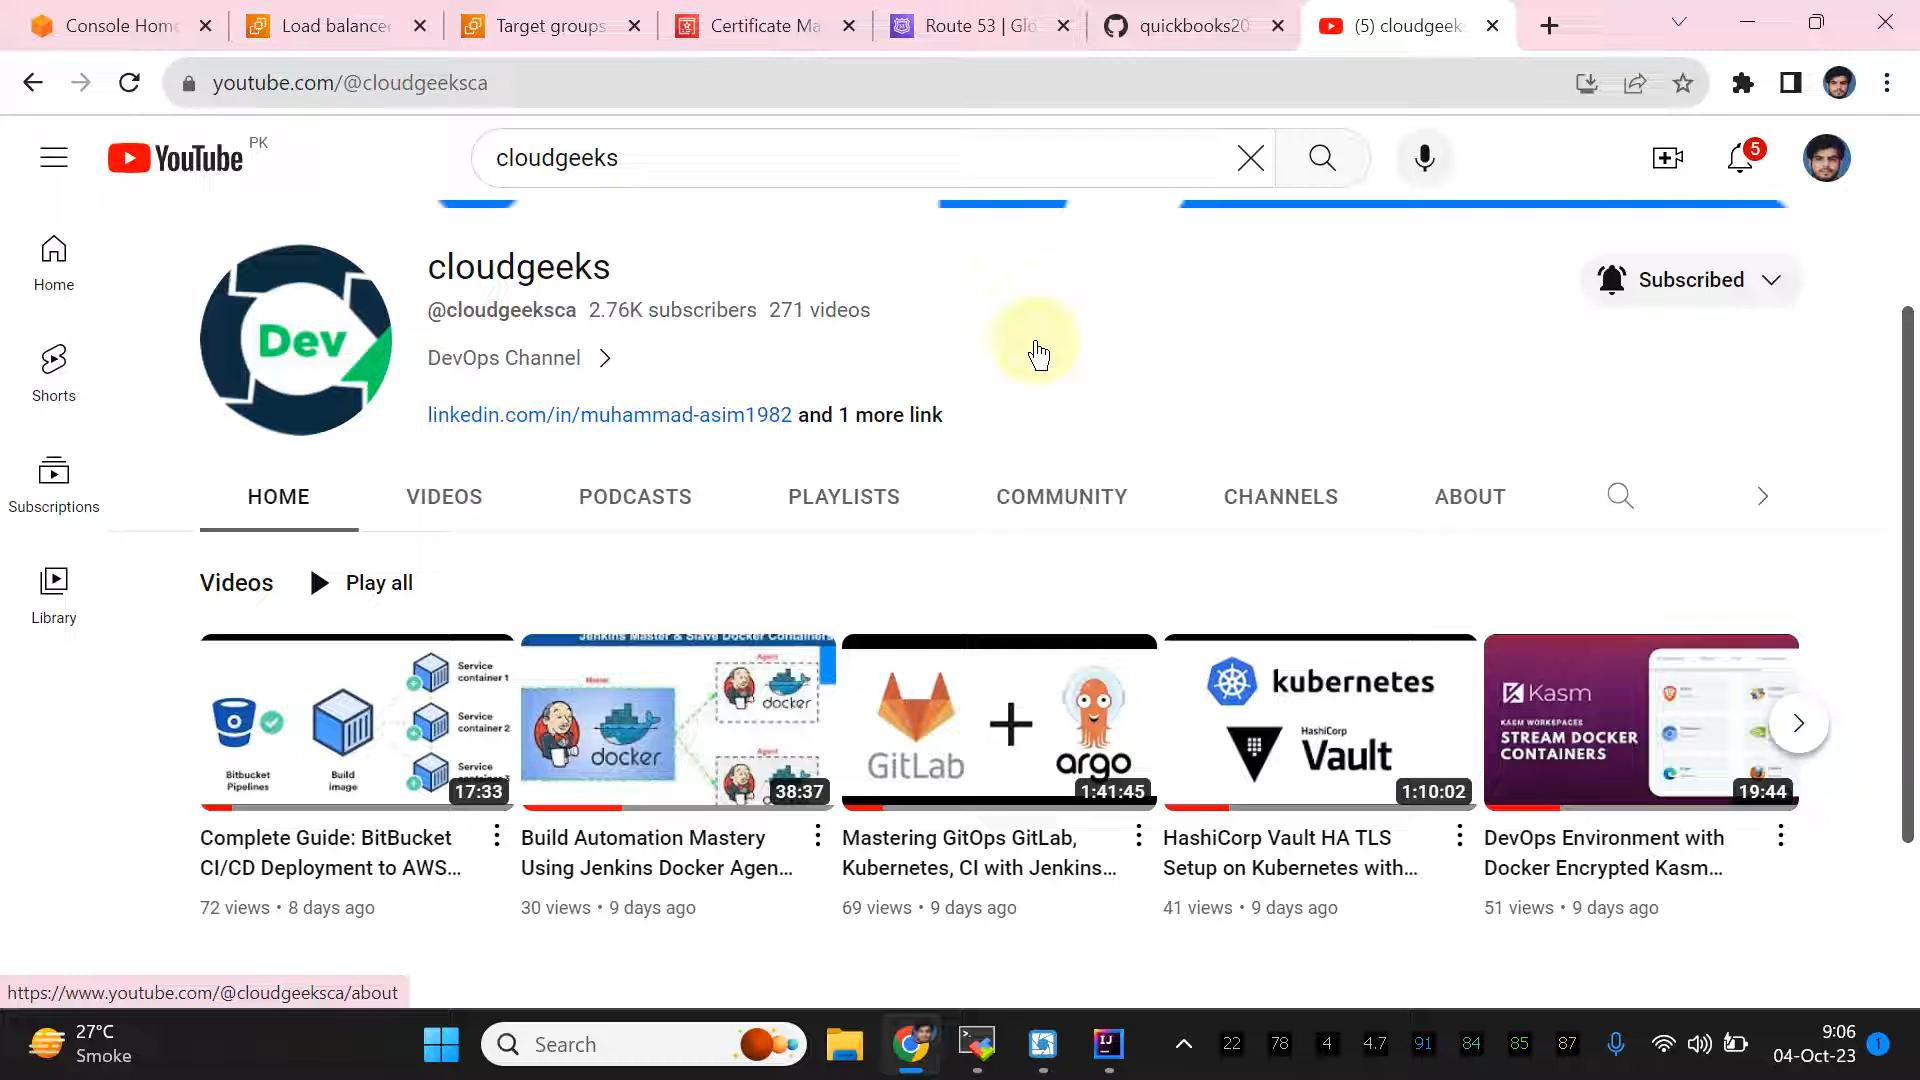 Console Hom
Load balance
Target groups
Certificate Ma
Route 53 | Glo
quickbooks20
(5) cloudgeek
youtube.com/@cloudgeeksca
YouTube PK
cloudgeeks
5
Home
Shorts
Subscriptions
Library
cloudgeeks
@cloudgeeksca 2.76K subscribers 271 videos
DevOps Channel
linkedin.com/in/muhammad-asim1982 and 1 more link
Subscribed
Dev
HOME VIDEOS PODCASTS PLAYLISTS COMMUNITY CHANNELS ABOUT
Videos Play all
Service container 1
Service container 2
Service
Bitbucket Pipelines
Build image
17:33
Jenkins Master & Slave Docker Containers
Agent
Master
docker
docker
Agent
38:37
GitLab
argo
1:41:45
kubernetes
HashiCorp
Vault
1:10:02
Kasm
KASM WORKSPACES
STREAM DOCKER
CONTAINERS
19:44
Complete Guide: BitBucket
CI/CD Deployment to AWS...
72 views • 8 days ago
Build Automation Mastery
Using Jenkins Docker Agen...
30 views • 9 days ago
Mastering GitOps GitLab,
Kubernetes, CI with Jenkins...
69 views • 9 days ago
HashiCorp Vault HA TLS
Setup on Kubernetes with...
41 views • 9 days ago
DevOps Environment with
Docker Encrypted Kasm...
51 views • 9 days ago
https://www.youtube.com/@cloudgeeksca/about
27°C
Smoke
Search
IJ
22 78 4 4.7 91 84 85 87
9:06
04-Oct-23
1